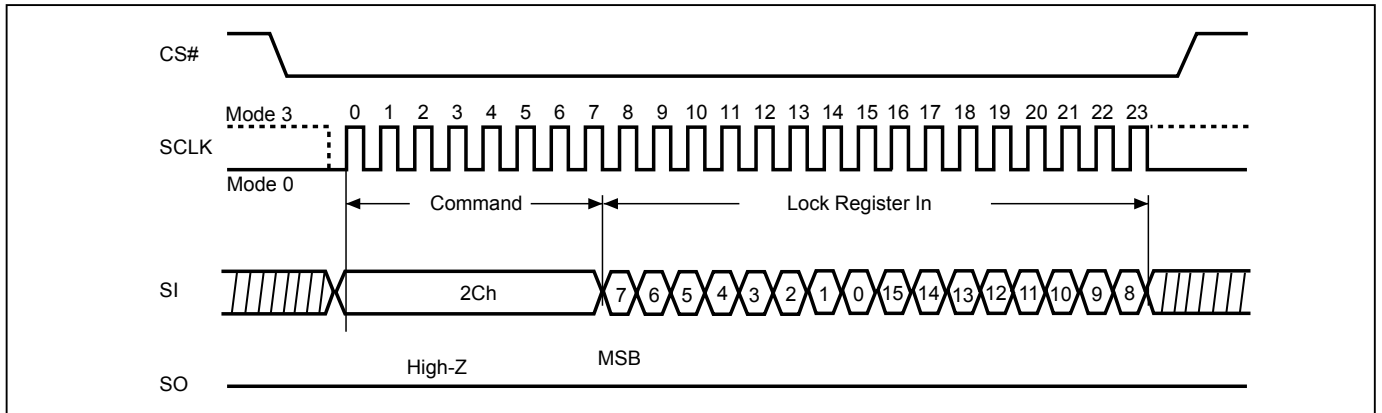 CS#
Mode 3
0 1 2 3 4 5 6 7 8 9 10 11 12 13 14 15 16 17 18 19 20 21 22 23
SCLK
Mode 0
Command
Lock Register In
SI
2Ch
7 6 5 4 3 2 1 0 15 14 13 12 11 10 9 8
High-Z
MSB
SO